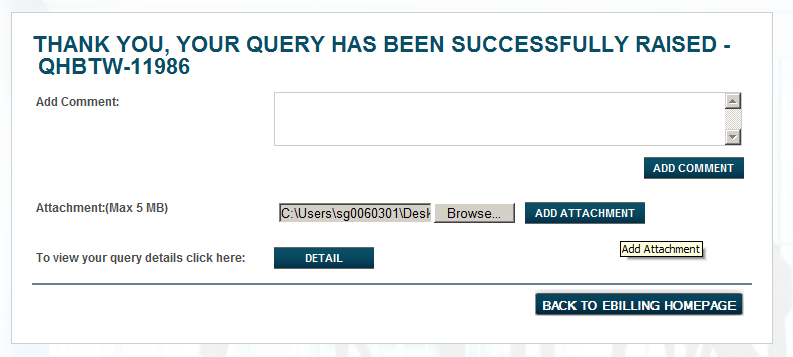 THANK YOU, YOUR QUERY HAS BEEN SUCCESSFULLY RAISED -
QHBTW-11986
Add Comment:
ADD COMMENT
Attachment:(Max 5 MB)
C:\Users\sg0060301\Desk
Browse...
ADD ATTACHMENT
Add Attachment
To view your query details click here:
DETAIL
BACK TO EBILLING HOMEPAGE